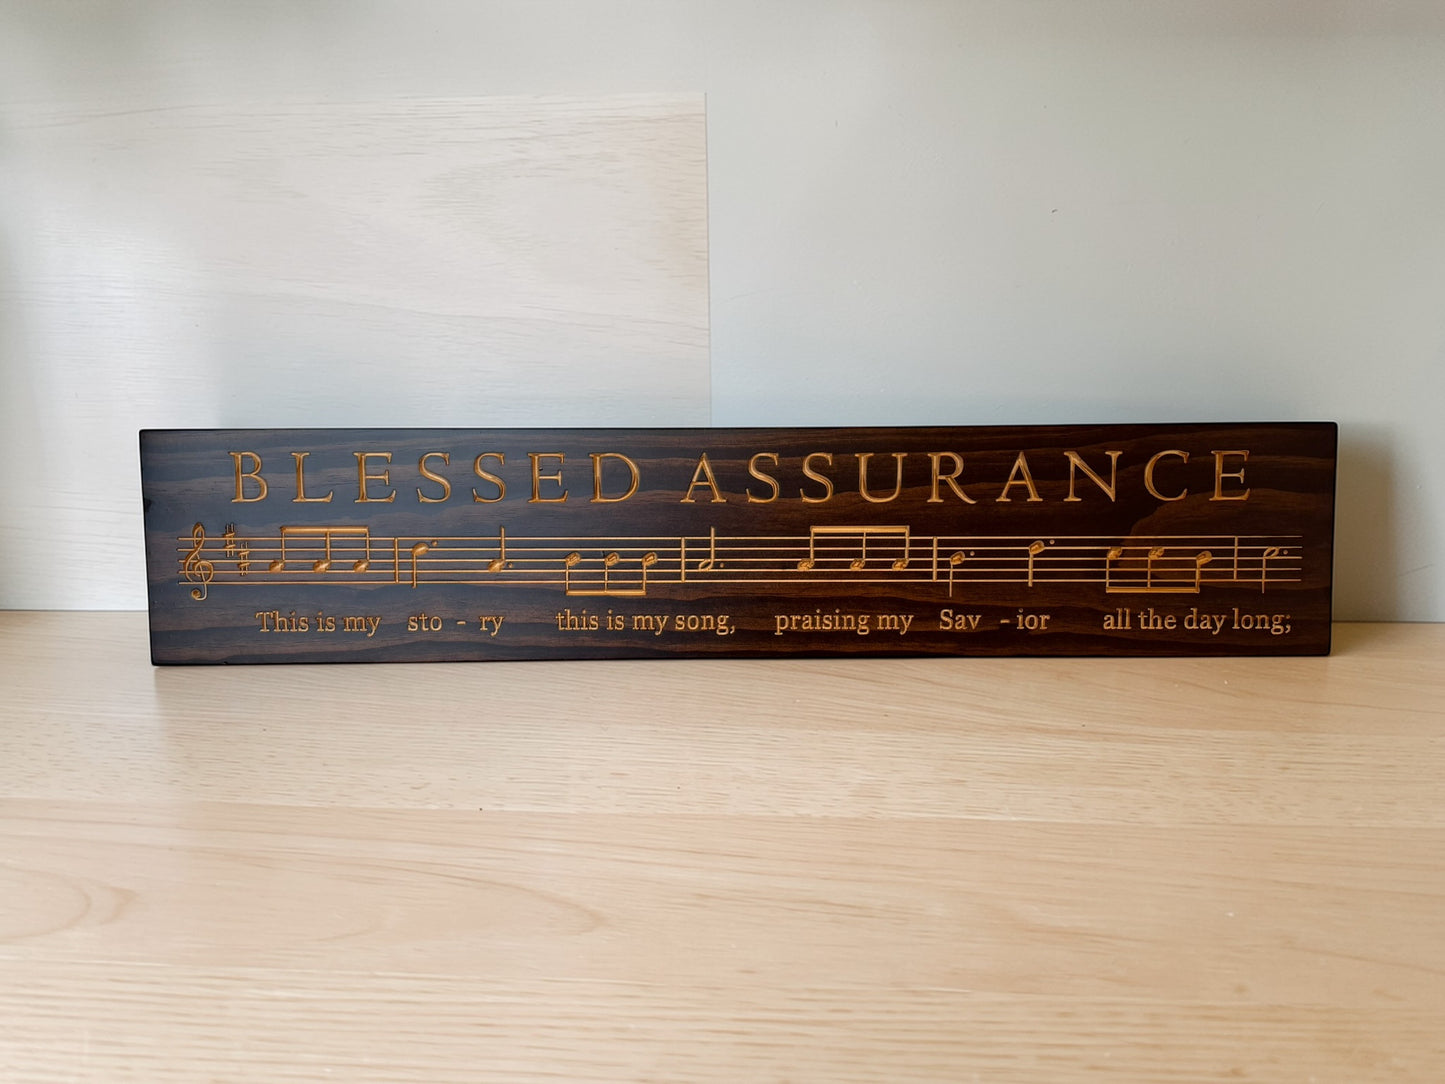 BLESSED ASSURANCE
This is my sto - ry this is my song, praising my Sav - ior all the day long;